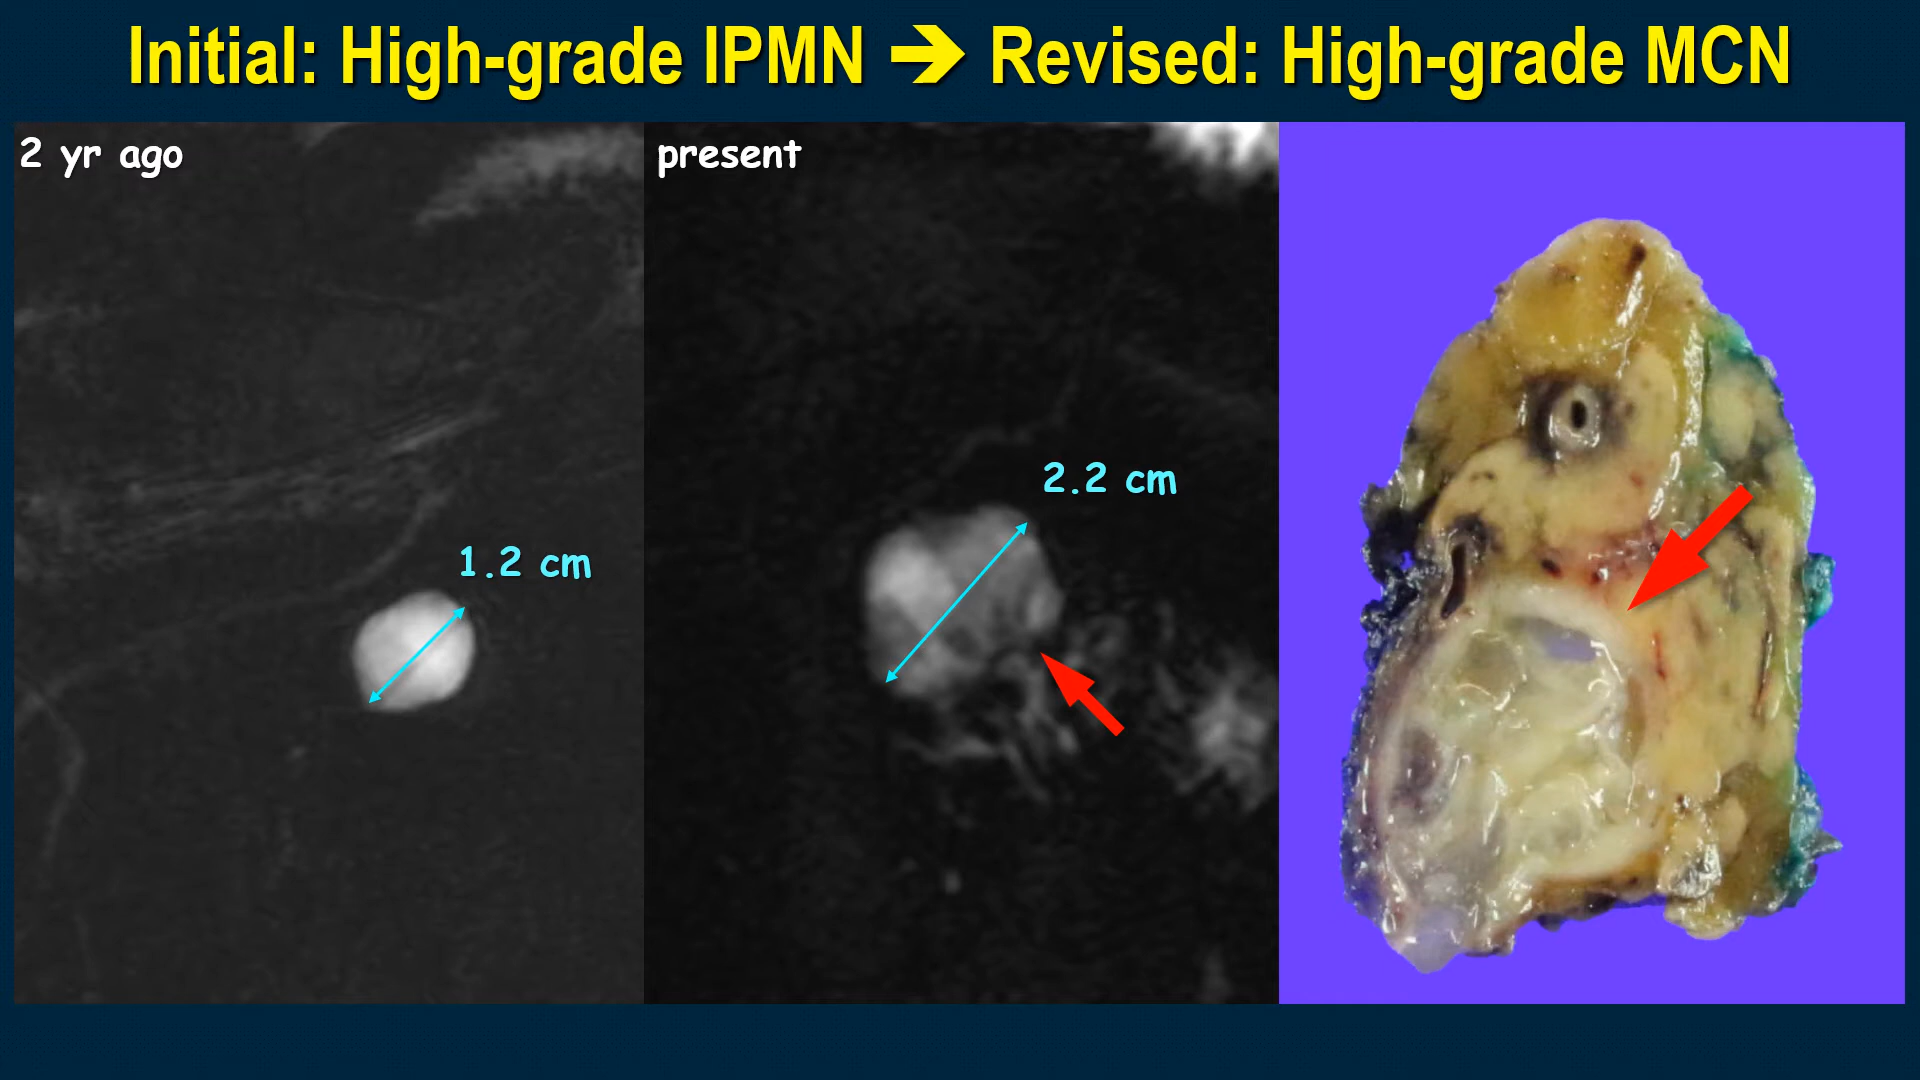 Initial: High-grade IPMN ➔ Revised: High-grade MCN
2 yr ago
present
2.2 cm
1.2 cm